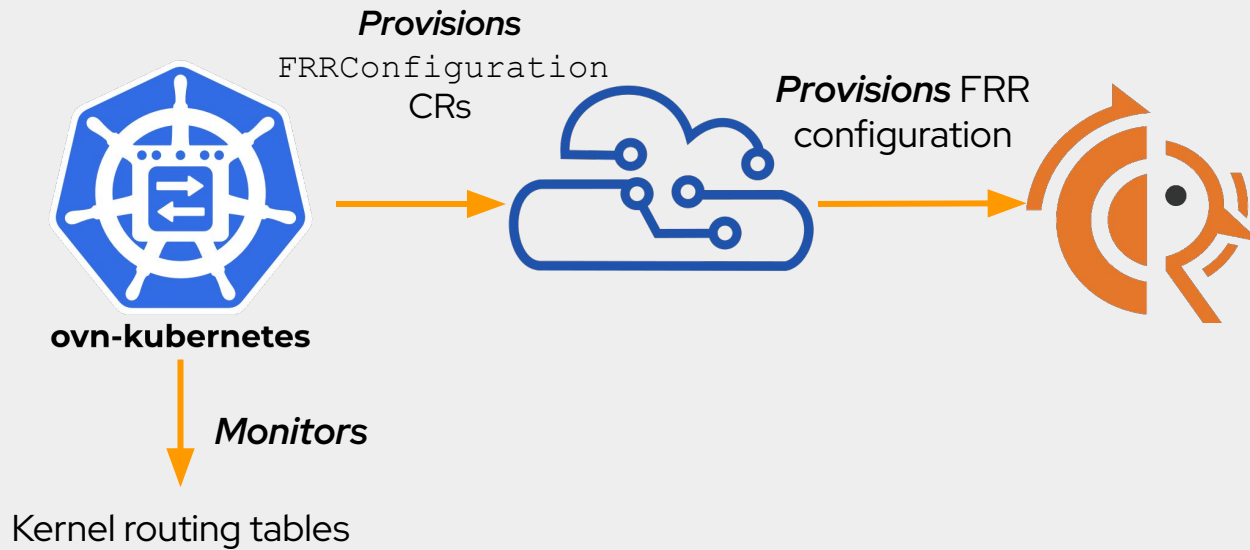 Provisions
FRRConfiguration
CRs
Provisions FRR
configuration
ovn-kubernetes
Monitors
Kernel routing tables